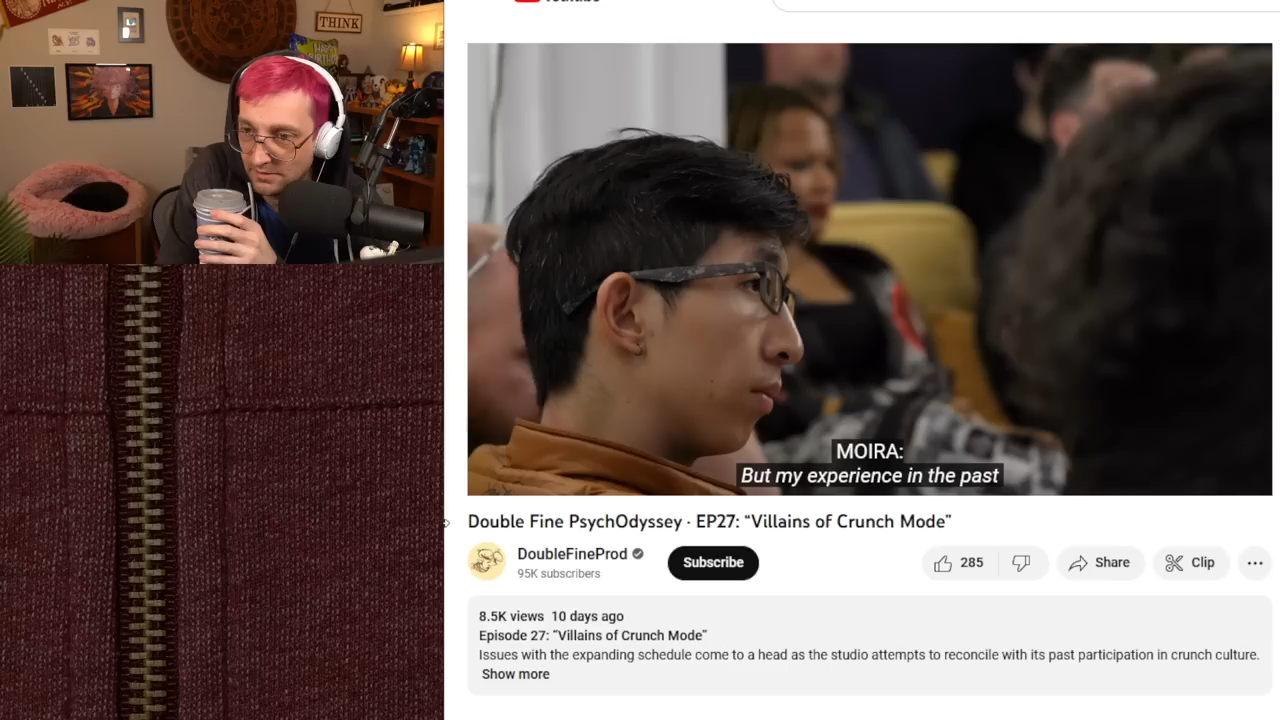 THINK
MOIRA:
But my experience in the past
Double Fine PsychOdyssey · EP27: “Villains of Crunch Mode”
DoubleFineProd
95K subscribers
Subscribe
285
Share
Clip
8.5K views 10 days ago
Episode 27: “Villains of Crunch Mode”
Issues with the expanding schedule come to a head as the studio attempts to reconcile with its past participation in crunch culture.
Show more